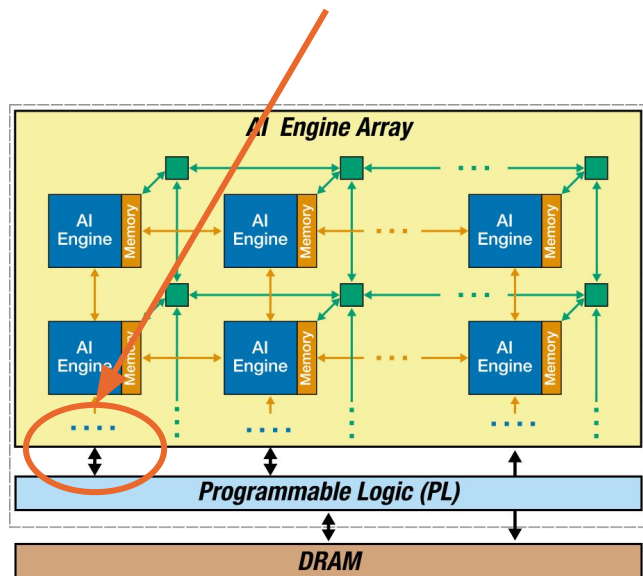 AI Engine Array
AI
Engine
Memory
AI
Engine
Memory
AI
Engine
Memory
AI
Engine
Memory
AI
Engine
Memory
AI
Engine
Memory
Programmable Logic (PL)
DRAM